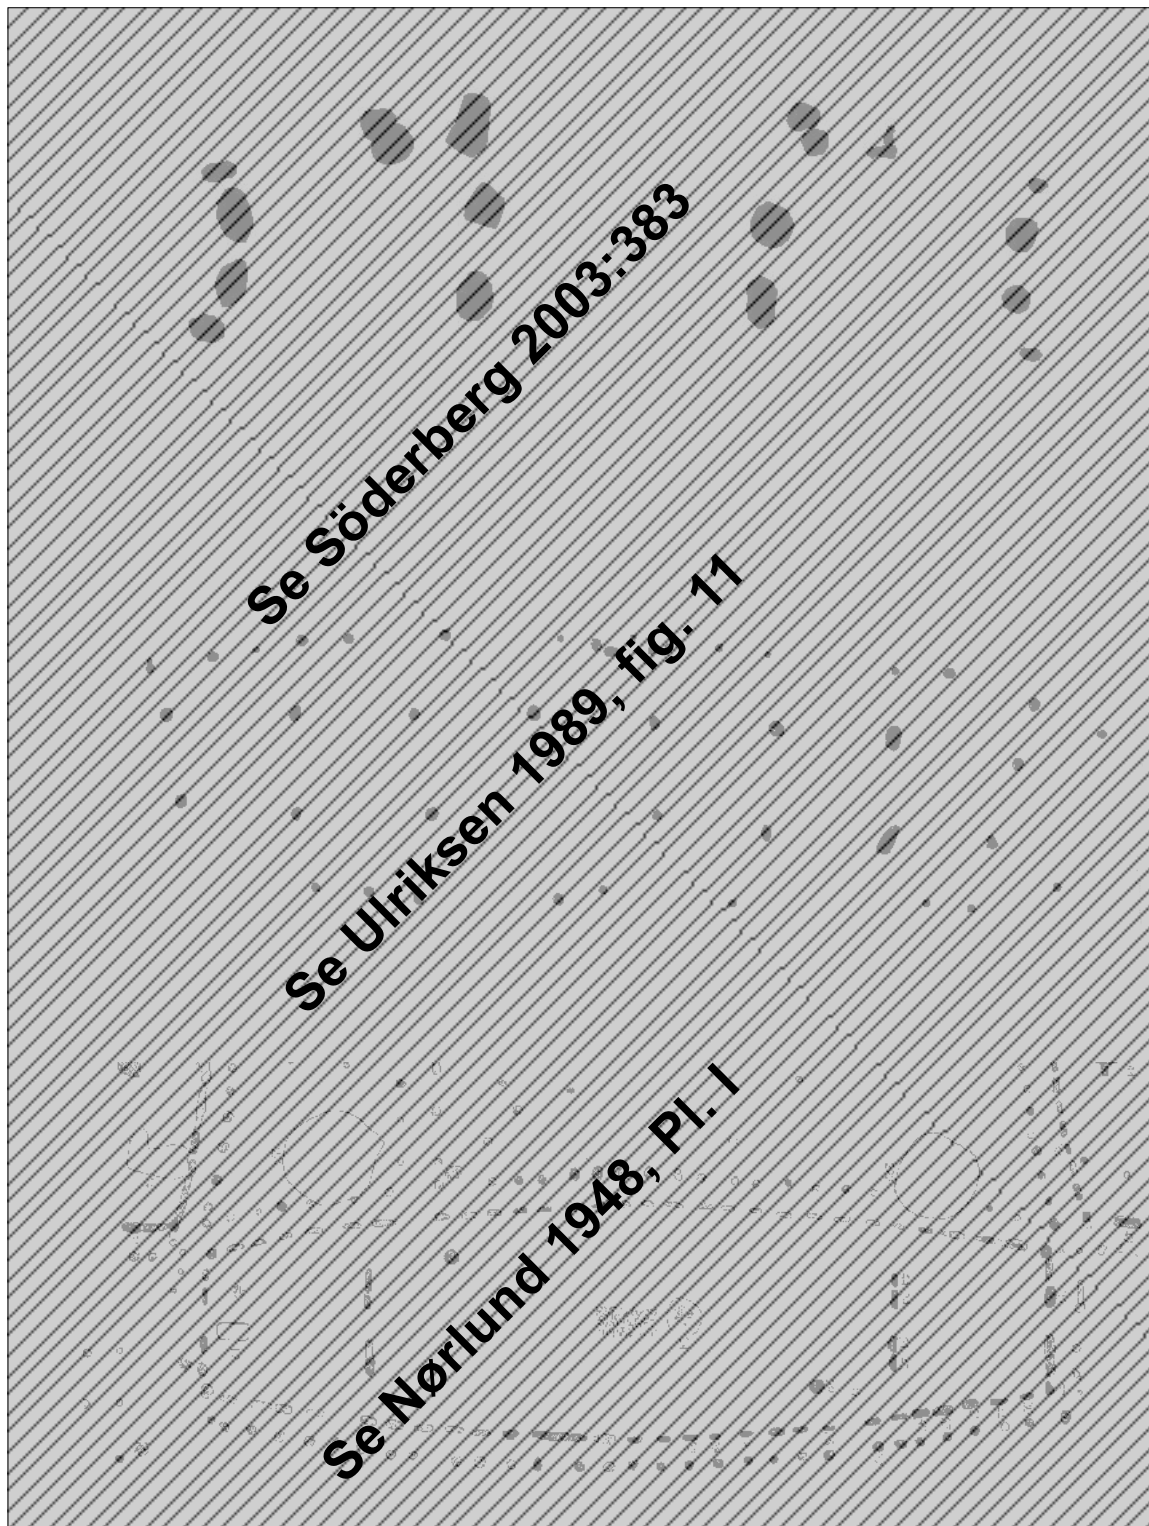 Se Söderberg 2003:383
Se Ulriksen 1989, fig. 11
Se Nørlund 1948, Pl. I